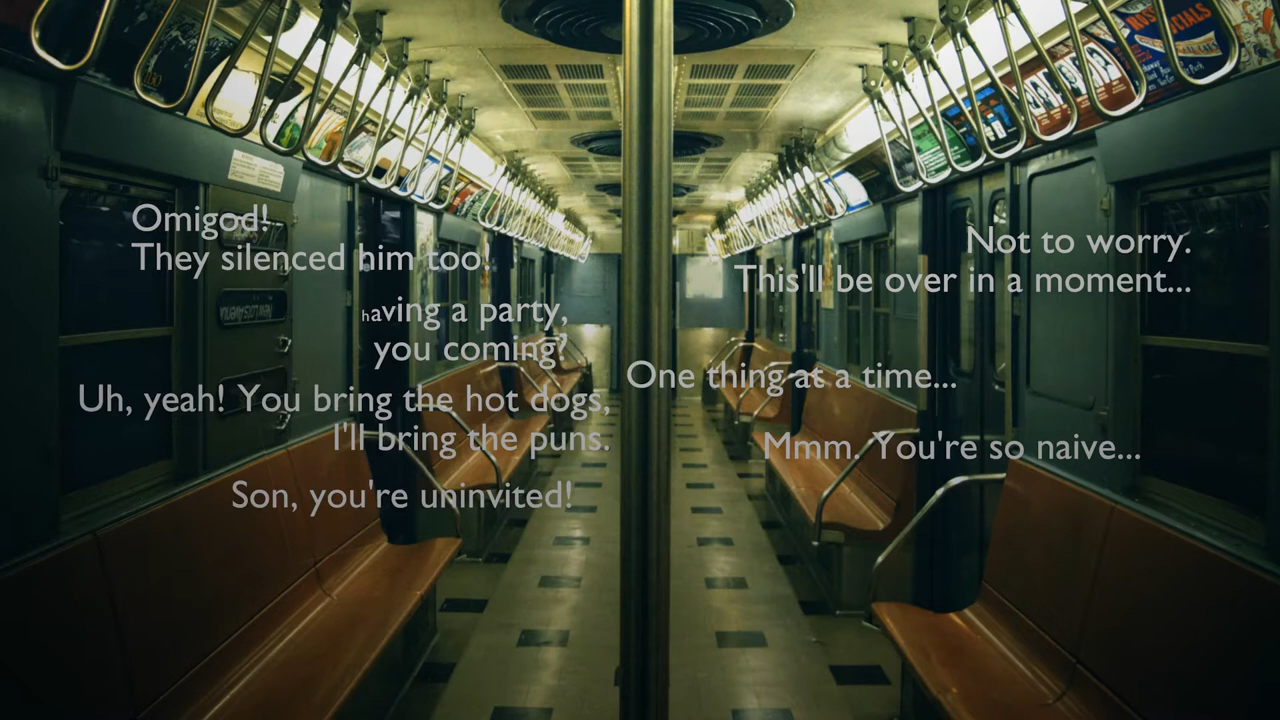 Omigod!
They silenced him too!
having a party,
you coming?
Uh, yeah! You bring the hot dogs,
I'll bring the puns.
Son, you're uninvited!
Not to worry.
This'll be over in a moment...
One thing at a time...
Mmm. You're so naive...